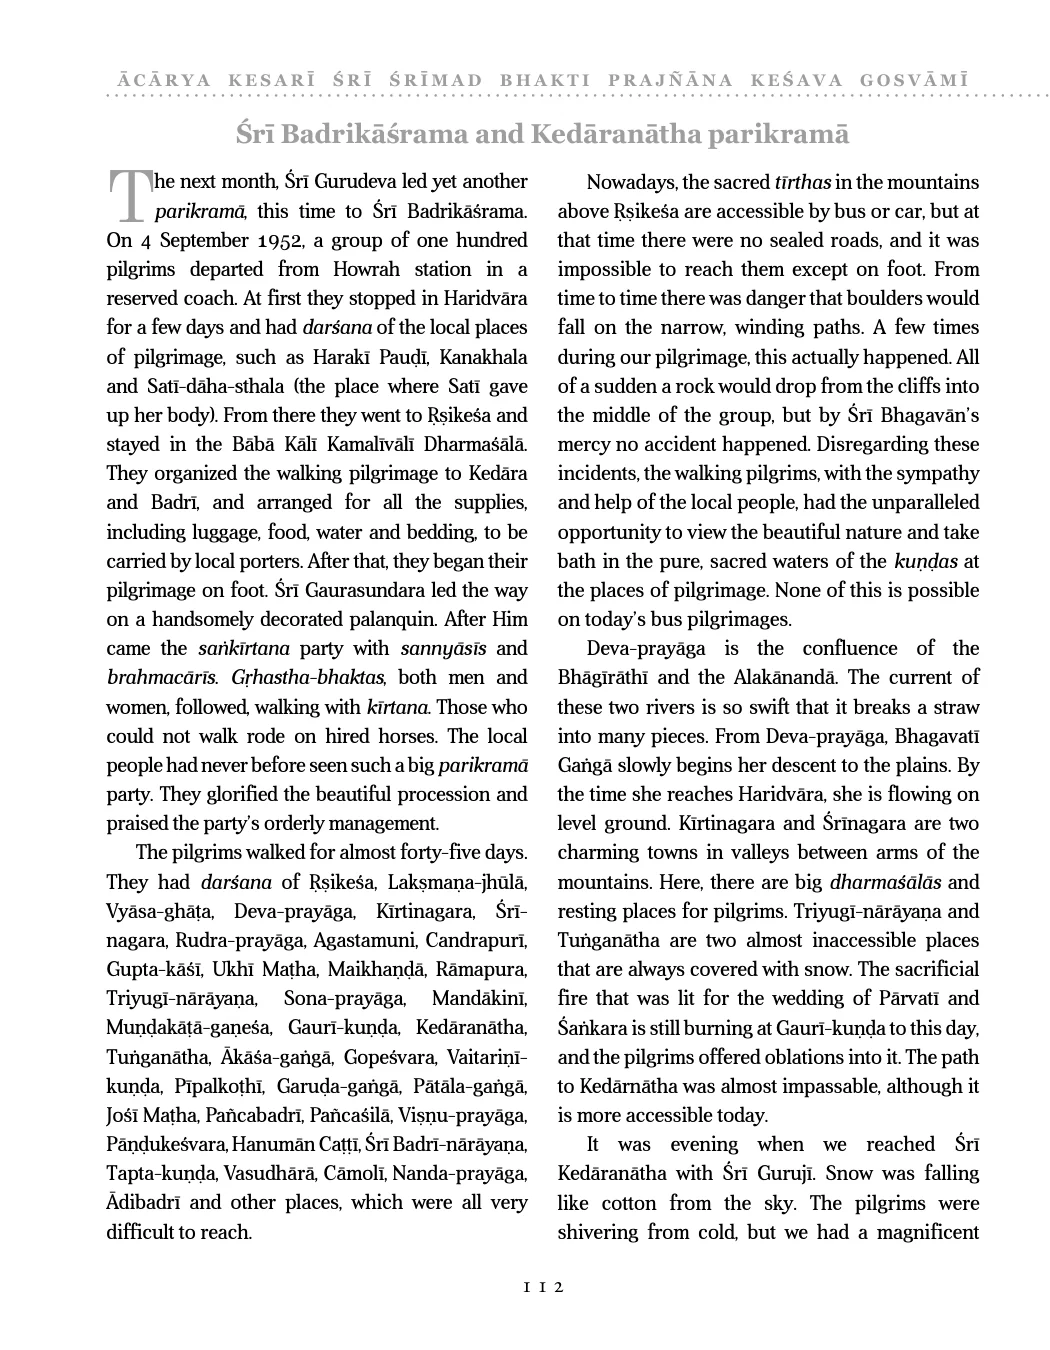 ĀCĀRYA KESARĪ ŚRĪ ŚRĪMAD BHAKTI PRAJÑĀNA KEŚAVA GOSVĀMĪ
Śrī Badrikāśrama and Kedāranātha parikramā
The next month, Śrī Gurudeva led yet another
parikramā, this time to Śrī Badrikāśrama.
On 4 September 1952, a group of one hundred
pilgrims departed from Howrah station in a
reserved coach. At first they stopped in Haridvāra
for a few days and had darśana of the local places
of pilgrimage, such as Harakī Pauḍī, Kanakhala
and Satī-dāha-sthala (the place where Satī gave
up her body). From there they went to Ṛṣikeśa and
stayed in the Bābā Kālī Kamalīvālī Dharmaśālā.
They organized the walking pilgrimage to Kedāra
and Badrī, and arranged for all the supplies,
including luggage, food, water and bedding, to be
carried by local porters. After that, they began their
pilgrimage on foot. Śrī Gaurasundara led the way
on a handsomely decorated palanquin. After Him
came the saṅkīrtana party with sannyāsīs and
brahmacārīs. Gṛhastha-bhaktas, both men and
women, followed, walking with kīrtana. Those who
could not walk rode on hired horses. The local
people had never before seen such a big parikramā
party. They glorified the beautiful procession and
praised the party's orderly management.
The pilgrims walked for almost forty-five days.
They had darśana of Ṛṣikeśa, Lakṣmaṇa-jhūlā,
Vyāsa-ghāṭa, Deva-prayāga, Kīrtinagara, Śrī-
nagara, Rudra-prayāga, Agastamuni, Candrapurī,
Gupta-kāśī, Ukhī Maṭha, Maikhaṇḍā, Rāmapura,
Triyugī-nārāyaṇa, Sona-prayāga, Mandākinī,
Muṇḍakāṭā-gaṇeśa, Gaurī-kuṇḍa, Kedāranātha,
Tuṅganātha, Ākāśa-gaṅgā, Gopeśvara, Vaitariṇī-
kuṇḍa, Pīpalkoṭhī, Garuḍa-gaṅgā, Pātāla-gaṅgā,
Jośī Maṭha, Pañcabadrī, Pañcaśilā, Viṣṇu-prayāga,
Pāṇḍukeśvara, Hanumān Caṭṭī, Śrī Badrī-nārāyaṇa,
Tapta-kuṇḍa, Vasudhārā, Cāmolī, Nanda-prayāga,
Ādibadrī and other places, which were all very
difficult to reach.
Nowadays, the sacred tīrthas in the mountains
above Ṛṣikeśa are accessible by bus or car, but at
that time there were no sealed roads, and it was
impossible to reach them except on foot. From
time to time there was danger that boulders would
fall on the narrow, winding paths. A few times
during our pilgrimage, this actually happened. All
of a sudden a rock would drop from the cliffs into
the middle of the group, but by Śrī Bhagavān's
mercy no accident happened. Disregarding these
incidents, the walking pilgrims, with the sympathy
and help of the local people, had the unparalleled
opportunity to view the beautiful nature and take
bath in the pure, sacred waters of the kuṇḍas at
the places of pilgrimage. None of this is possible
on today's bus pilgrimages.
Deva-prayāga is the confluence of the
Bhāgīrāthī and the Alakānandā. The current of
these two rivers is so swift that it breaks a straw
into many pieces. From Deva-prayāga, Bhagavatī
Gaṅgā slowly begins her descent to the plains. By
the time she reaches Haridvāra, she is flowing on
level ground. Kīrtinagara and Śrīnagara are two
charming towns in valleys between arms of the
mountains. Here, there are big dharmaśālās and
resting places for pilgrims. Triyugī-nārāyaṇa and
Tuṅganātha are two almost inaccessible places
that are always covered with snow. The sacrificial
fire that was lit for the wedding of Pārvatī and
Śaṅkara is still burning at Gaurī-kuṇḍa to this day,
and the pilgrims offered oblations into it. The path
to Kedārnātha was almost impassable, although it
is more accessible today.
It was evening when we reached Śrī
Kedāranātha with Śrī Gurujī. Snow was falling
like cotton from the sky. The pilgrims were
shivering from cold, but we had a magnificent
112